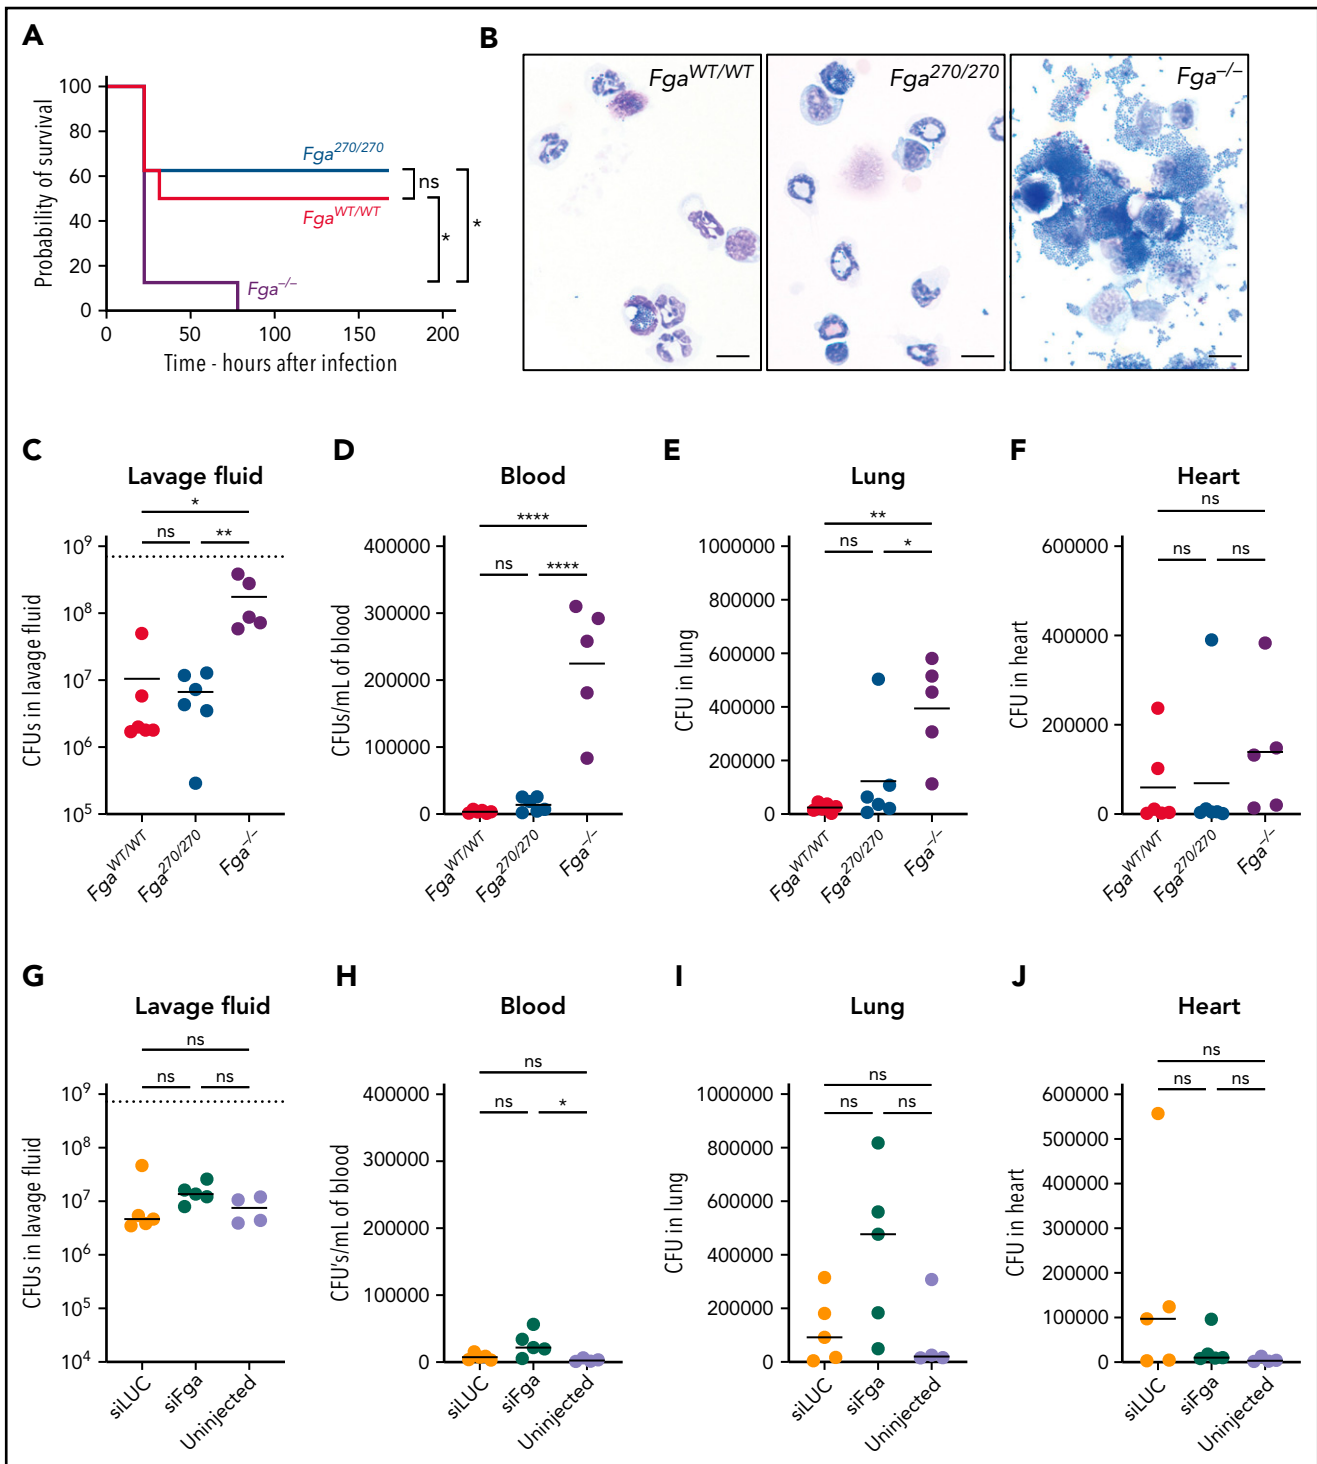 A
Probability of survival
100
80
60
40
20
0
Fga270/270
FgaWT/WT
Fga−/−
ns
*
*
0 50 100 150 200
Time - hours after infection
B
FgaWT/WT
Fga270/270
Fga−/−
C
Lavage fluid
*
ns **
CFUs in lavage fluid
10⁹
10⁸
10⁷
10⁶
10⁵
FgaWT/WT Fga270/270 Fga−/−
D
Blood
****
ns ****
CFUs/mL of blood
400000
300000
200000
100000
0
FgaWT/WT Fga270/270 Fga−/−
E
Lung
**
ns *
CFU in lung
1000000
800000
600000
400000
200000
0
FgaWT/WT Fga270/270 Fga−/−
F
Heart
ns
ns ns
CFU in heart
600000
400000
200000
0
FgaWT/WT Fga270/270 Fga−/−
G
Lavage fluid
ns
ns ns
CFUs in lavage fluid
10⁹
10⁸
10⁷
10⁶
10⁵
10⁴
siLUC siFga Uninjected
H
Blood
ns
ns *
CFU's/mL of blood
400000
300000
200000
100000
0
siLUC siFga Uninjected
I
Lung
ns
ns ns
CFU in lung
1000000
800000
600000
400000
200000
0
siLUC siFga Uninjected
J
Heart
ns
ns ns
CFU in heart
600000
500000
400000
300000
200000
100000
0
siLUC siFga Uninjected